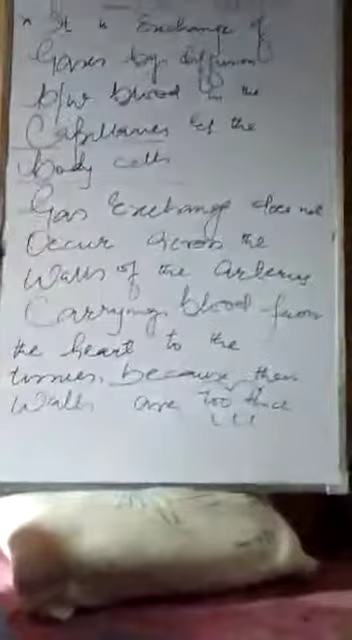 " It is Exchange of
Gases by diffusion
b/w blood in the
Capillaries & the
body cells
Gas Exchange does not
Occur across the
Walls of the arteries
Carrying blood from
the heart to the
tissues, because their
Walls are too thick